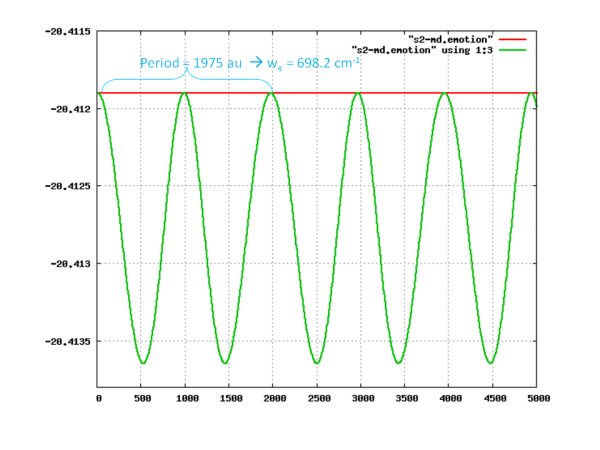 -20.4115
"s2-md.emotion"
"s2-md.emotion" using 1:3
Period = 1975 au → we = 698.2 cm-1
-20.412
-20.4125
-20.413
-20.4135
0 500 1000 1500 2000 2500 3000 3500 4000 4500 5000